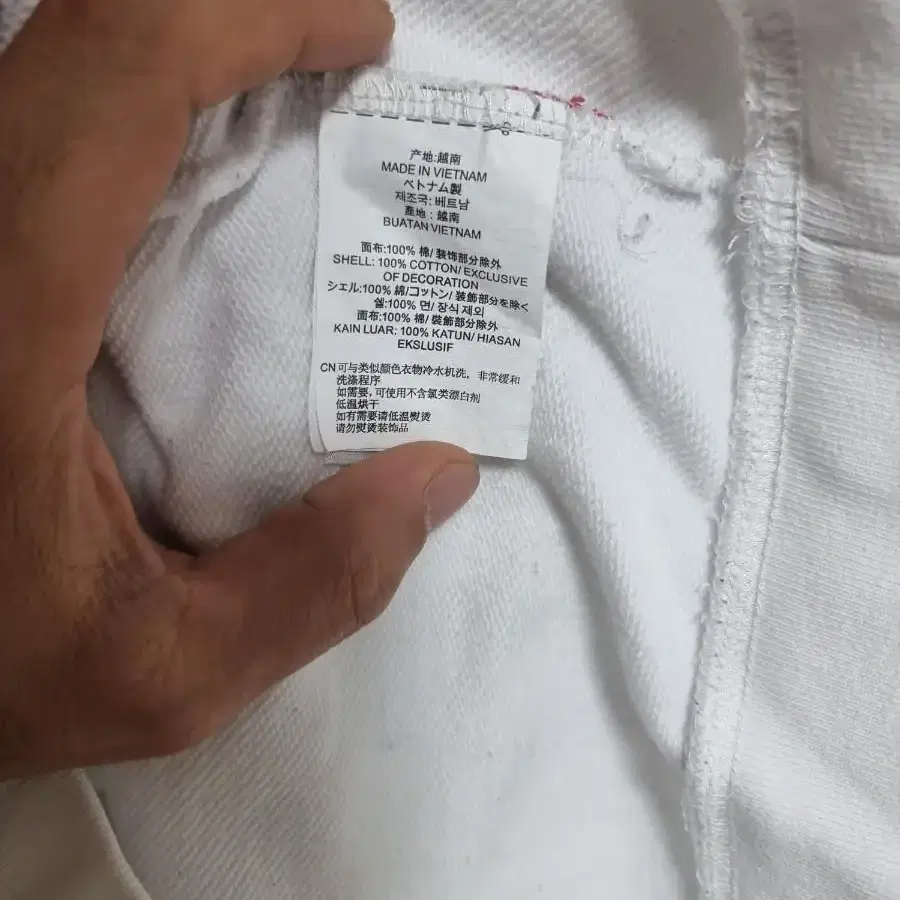 产地:越南
MADE IN VIETNAM
ベトナム製
제조국: 베트남
產地：越南
BUATAN VIETNAM
面布:100% 棉/ 装饰部分除外
SHELL: 100% COTTON/ EXCLUSIVE
OF DECORATION
シェル:100% 綿/コットン/ 装飾部分を除く
쉘:100% 면/ 장식 제외
面布:100% 棉/ 裝飾部分除外
KAIN LUAR: 100% KATUN/ HIASAN
EKSLUSIF
CN 可与类似颜色衣物冷水机洗，非常缓和
洗涤程序
如需要, 可使用不含氯类漂白剂
低温烘干
如有需要请低温熨烫
请勿熨烫装饰品